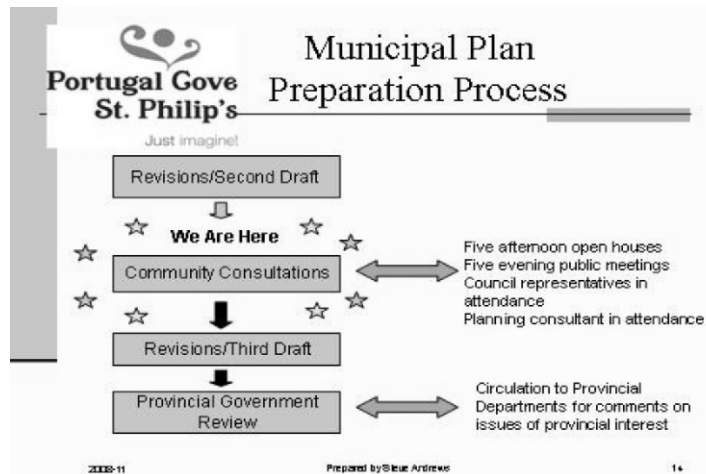 Portugal Cove
St. Philip's
Just imagine!
Municipal Plan
Preparation Process
Revisions/Second Draft
We Are Here
Community Consultations
Five afternoon open houses
Five evening public meetings
Council representatives in
attendance
Planning consultant in attendance
Revisions/Third Draft
Provincial Government
Review
Circulation to Provincial
Departments for comments on
issues of provincial interest
2008-11
Prepared by Steve Andrews
14